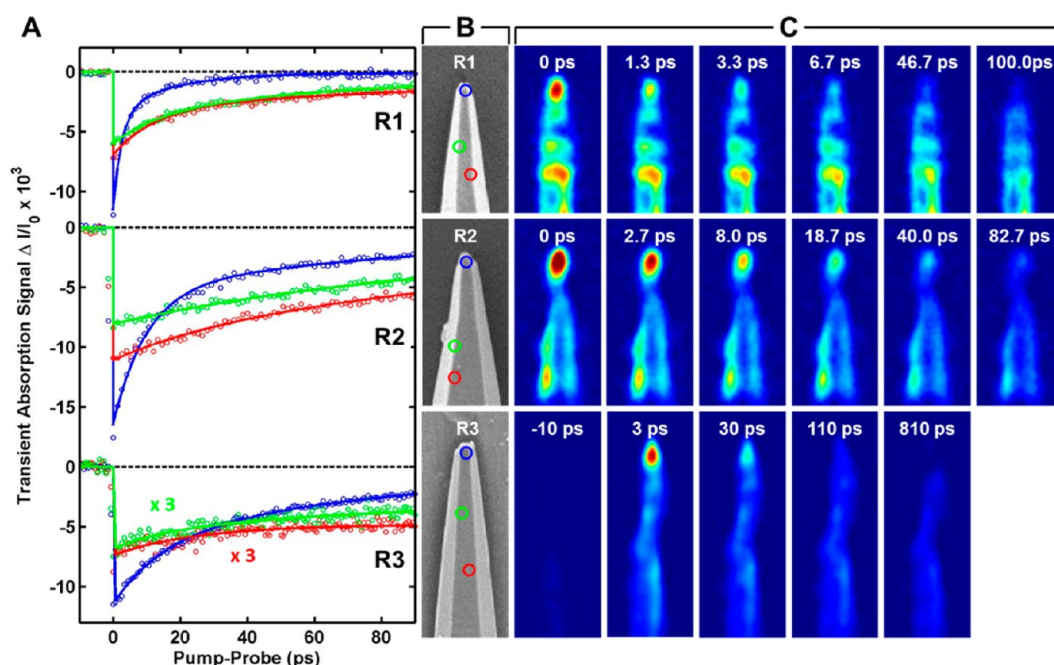 A
B
C
Transient Absorption Signal Δ I/I₀ x 10³
0
-5
-10
R1
0
-5
-10
-15
R2
0
-5
-10
x 3
x 3
R3
0 20 40 60 80
Pump-Probe (ps)
R1
0 ps 1.3 ps 3.3 ps 6.7 ps 46.7 ps 100.0ps
R2
0 ps 2.7 ps 8.0 ps 18.7 ps 40.0 ps 82.7 ps
R3
-10 ps 3 ps 30 ps 110 ps 810 ps